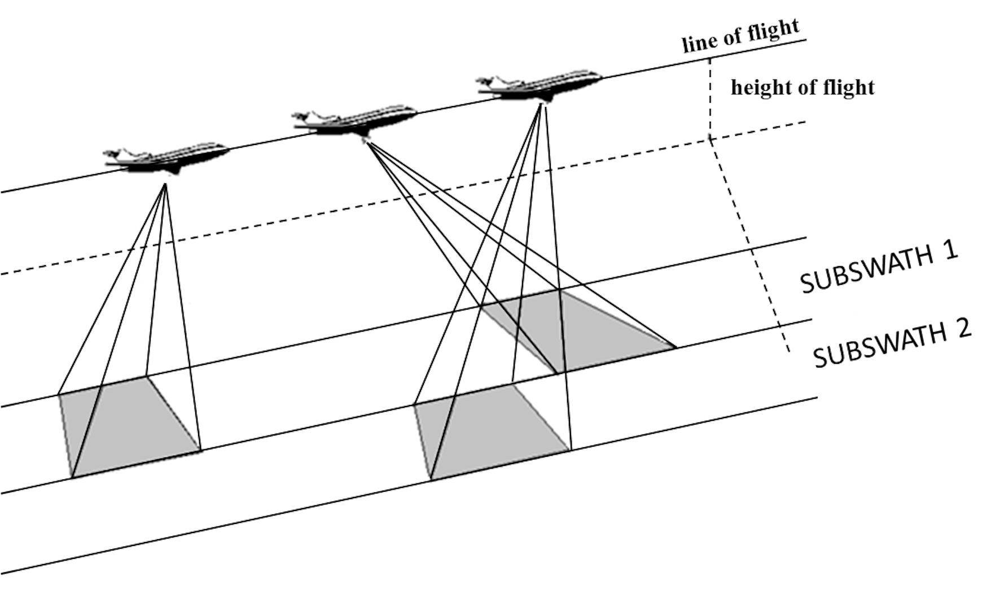 line of flight
height of flight
SUBSWATH 1
SUBSWATH 2